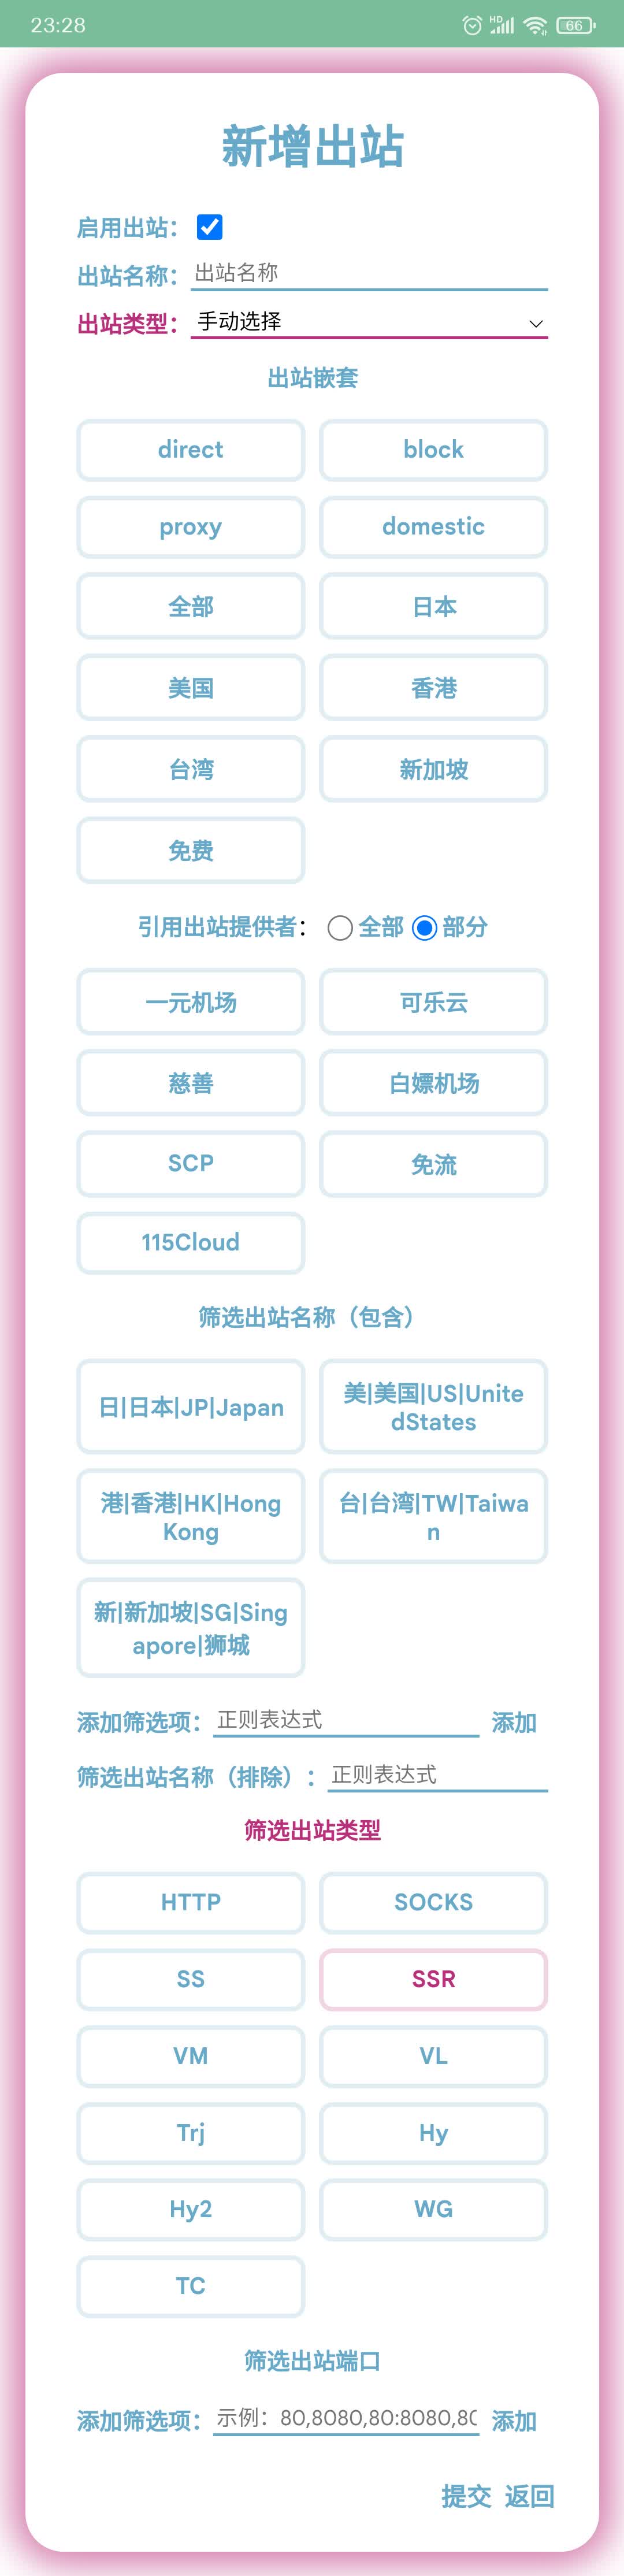 23:28
HD
66
新增出站
启用出站：
出站名称： 出站名称
出站类型： 手动选择
出站嵌套
direct block
proxy domestic
全部 日本
美国 香港
台湾 新加坡
免费
引用出站提供者： 全部 部分
一元机场 可乐云
慈善 白嫖机场
SCP 免流
115Cloud
筛选出站名称（包含）
日|日本|JP|Japan
美|美国|US|Unite
dStates
港|香港|HK|Hong
Kong
台|台湾|TW|Taiwa
n
新|新加坡|SG|Sing
apore|狮城
添加筛选项： 正则表达式 添加
筛选出站名称（排除）： 正则表达式
筛选出站类型
HTTP SOCKS
SS SSR
VM VL
Trj Hy
Hy2 WG
TC
筛选出站端口
添加筛选项： 示例：80,8080,80:8080,80 添加
提交 返回